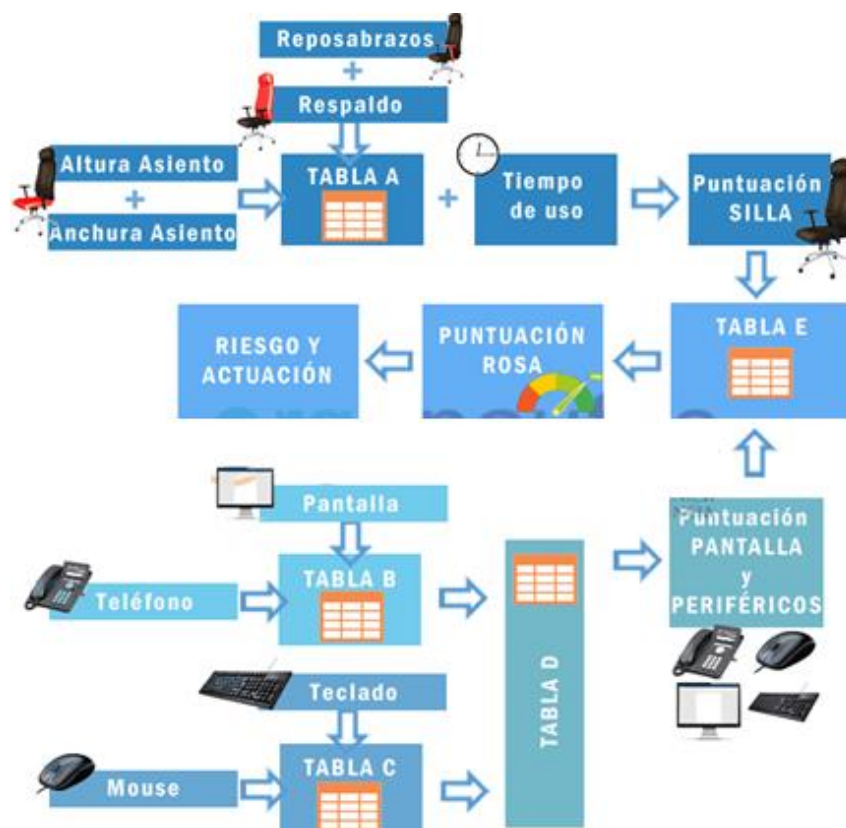 Reposabrazos
+
Respaldo
Altura Asiento
+
Anchura Asiento
TABLA A
+
Tiempo
de uso
Puntuación
SILLA
RIESGO Y
ACTUACIÓN
PUNTUACIÓN
ROSA
TABLA E
Pantalla
Teléfono
TABLA B
Teclado
Mouse
TABLA C
TABLA D
Puntuación
PANTALLA
y
PERIFÉRICOS